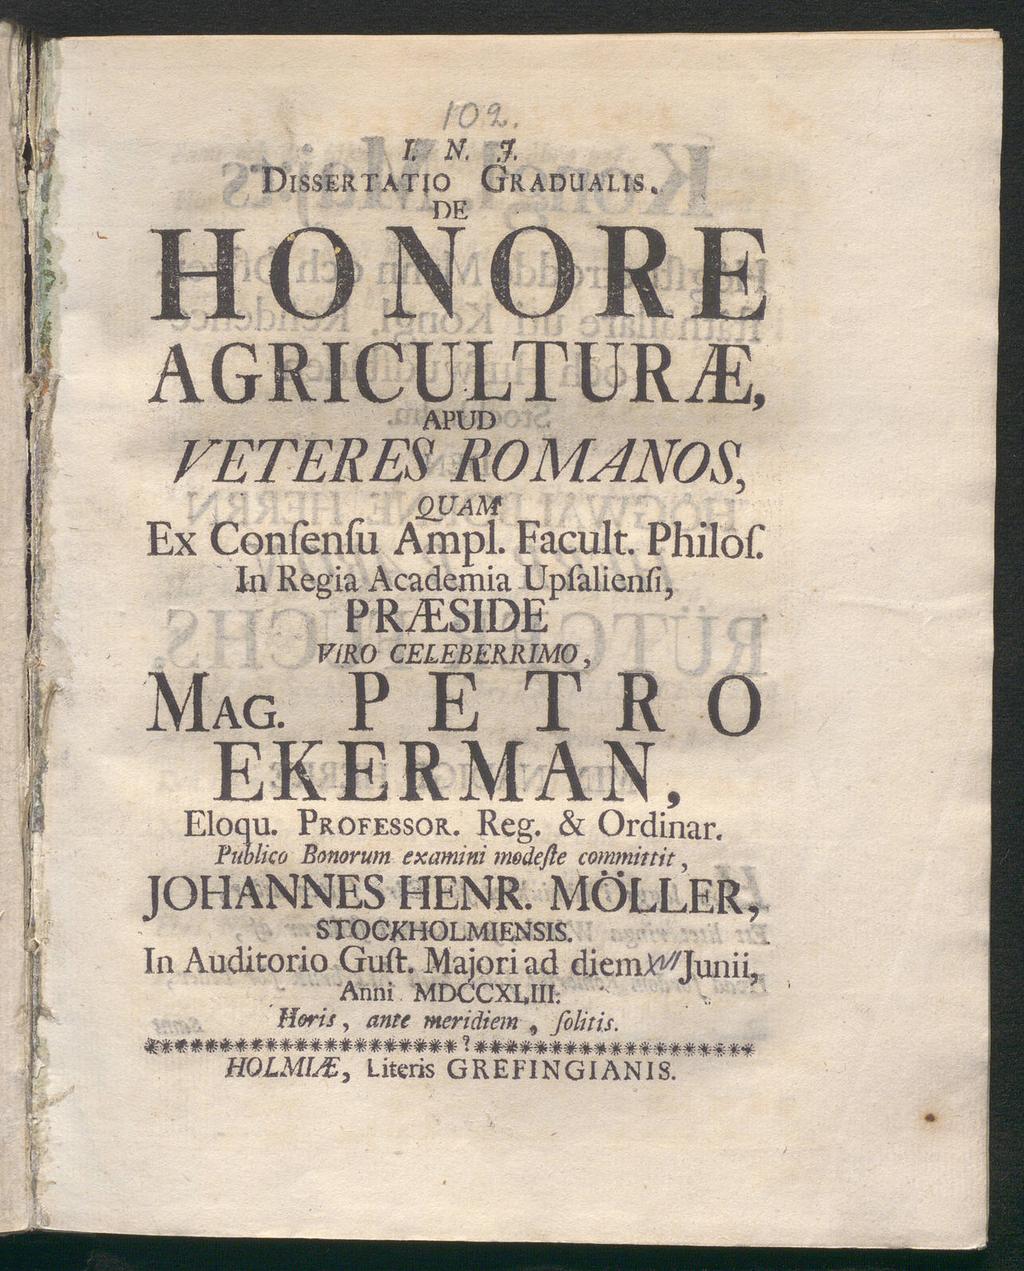 102.
I. N. J.
DISSERTATIO GRADUALIS.
DE
HONORE
AGRICULTURÆ,
APUD
VETERES ROMANOS,
QUAM
Ex Conſenſu Ampl. Facult. Philoſ.
In Regia Academia Upſalienſi,
PRÆSIDE
VIRO CELEBERRIMO,
MAG. PETRO
EKERMAN,
Eloqu. PROFESSOR. Reg. & Ordinar.
Publico Bonorum examini modeſte committit,
JOHANNES HENR. MÖLLER,
STOCKHOLMIENSIS.
In Auditorio Guſt. Majori ad diem XVII Junii,
Anni MDCCXLIII.
Horis, ante meridiem, ſolitis.
HOLMIÆ, Literis GREFINGIANIS.